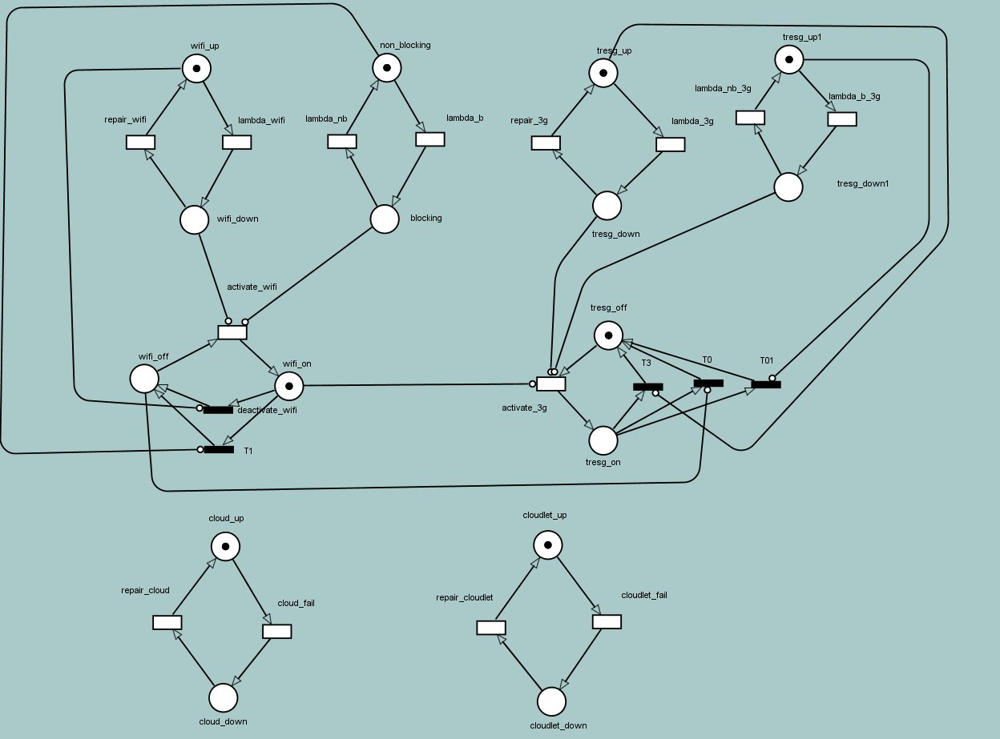 wifi_up
non_blocking
tresg_up
tresg_up1
repair_wifi
lambda_wifi
lambda_nb
lambda_b
repair_3g
lambda_3g
lambda_nb_3g
lambda_b_3g
wifi_down
blocking
tresg_down
tresg_down1
activate_wifi
tresg_off
wifi_off
wifi_on
T3
T0
T01
deactivate_wifi
activate_3g
T1
tresg_on
cloud_up
cloudlet_up
repair_cloud
cloud_fail
repair_cloudlet
cloudlet_fail
cloud_down
cloudlet_down